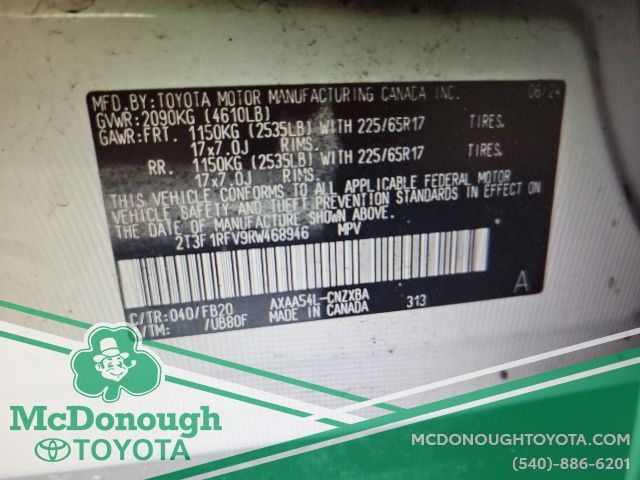 MFD.BY:TOYOTA MOTOR MANUFACTURING CANADA INC. 06/24
GVWR:2090KG (4610LB)
GAWR:FRT. 1150KG (2535LB) WITH 225/65R17 TIRES.
17x7.0J RIMS.
RR. 1150KG (2535LB) WITH 225/65R17 TIRES.
17x7.0J RIMS.
THIS VEHICLE CONFORMS TO ALL APPLICABLE FEDERAL MOTOR
VEHICLE SAFETY AND THEFT PREVENTION STANDARDS IN EFFECT ON
THE DATE OF MANUFACTURE SHOWN ABOVE.
2T3F1RFV9RW468946 MPV
A
C/TR:040/FB20 AXAA54L-CNZXBA 313
/TM: /UB80F MADE IN CANADA
McDonough
TOYOTA
MCDONOUGHTOYOTA.COM
(540)-886-6201